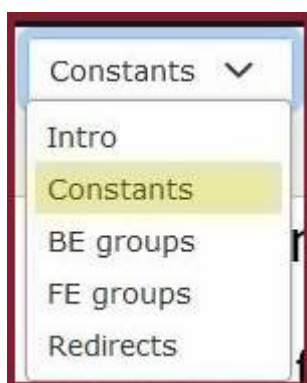 Constants
Intro
Constants
BE groups
FE groups
Redirects